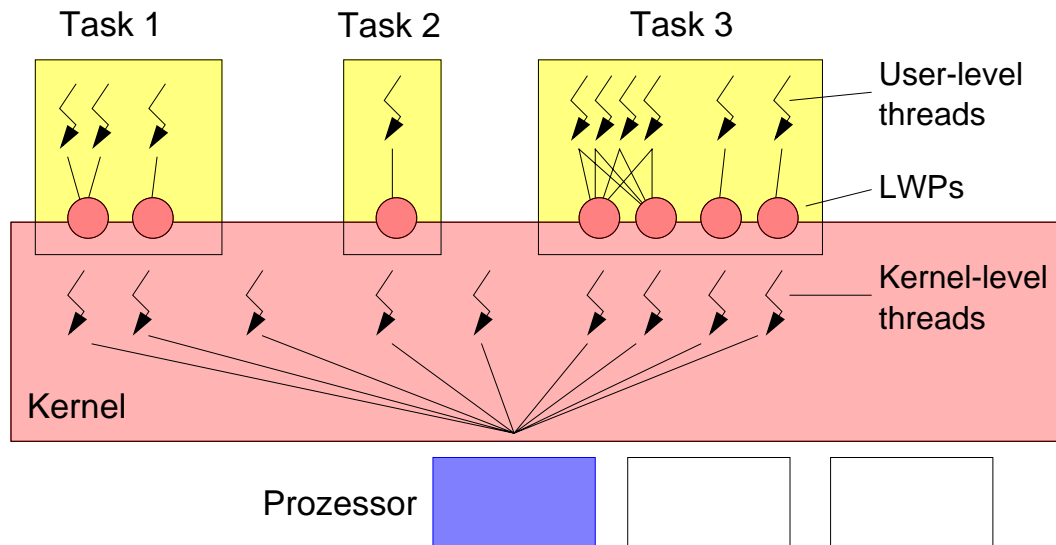 Task 1
Task 2
Task 3
User-level
threads
LWPs
Kernel-level
threads
Kernel
Prozessor